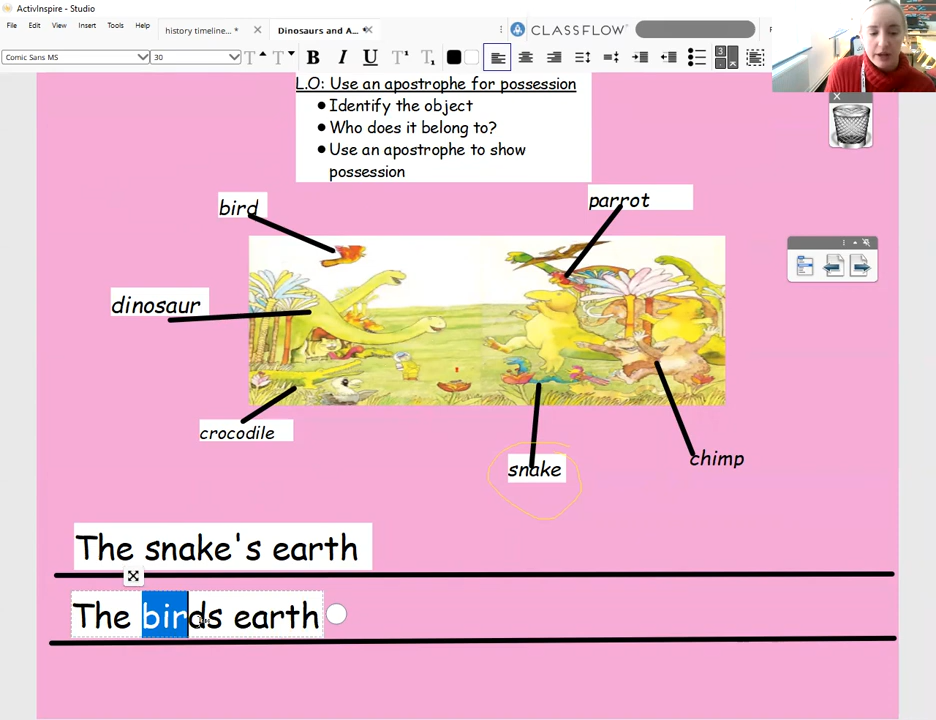 ActivInspire - Studio
File Edit View Insert Tools Help
history timeline... * Dinosaurs and A... CLASSFLOW
Comic Sans MS 30 B I U
L.O: Use an apostrophe for possession
• Identify the object
• Who does it belong to?
• Use an apostrophe to show
possession
bird
parrot
dinosaur
crocodile
snake
chimp
The snake's earth
The birds earth